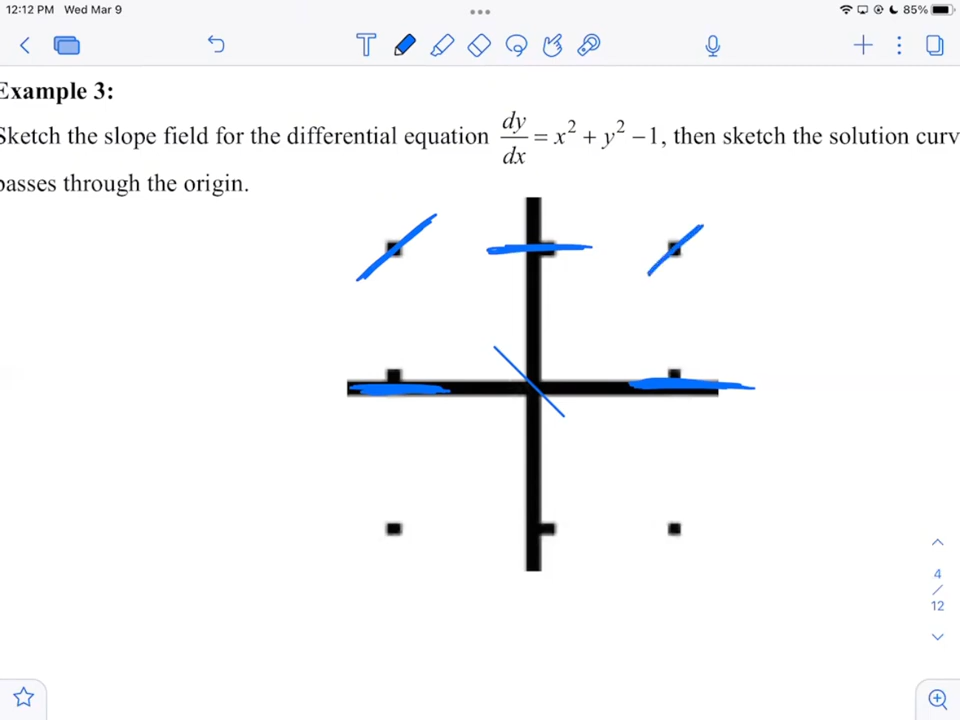 12:12 PM Wed Mar 9
85%
T
Example 3:
Sketch the slope field for the differential equation dy/dx = x² + y² − 1, then sketch the solution curv
passes through the origin.
4
/
12